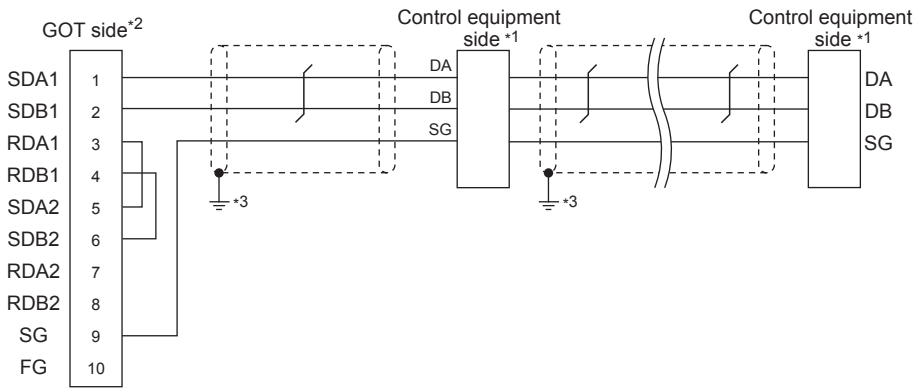 GOT side*2
Control equipment
side *1
Control equipment
side *1
SDA1 1 DA DA
SDB1 2 DB DB
RDA1 3 SG SG
RDB1 4
SDA2 5 *3 *3
SDB2 6
RDA2 7
RDB2 8
SG 9
FG 10